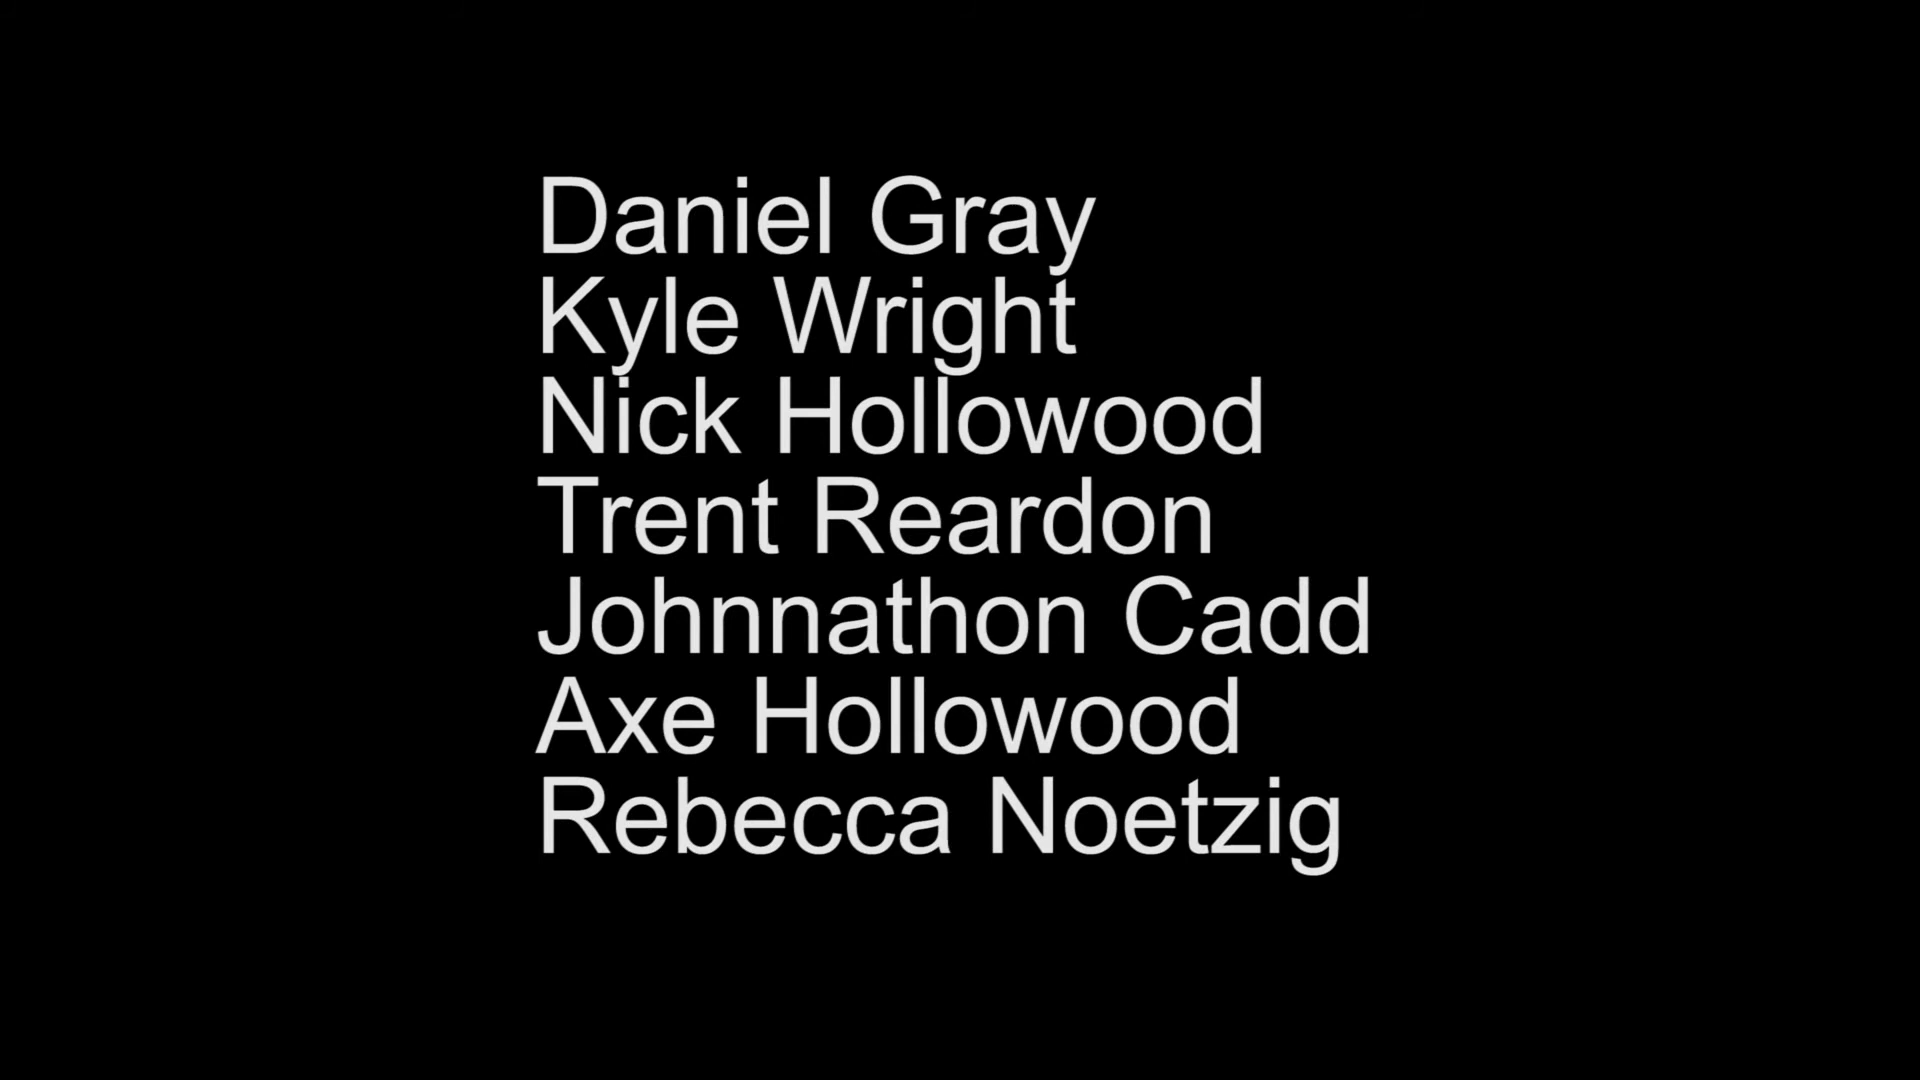 Daniel Gray
Kyle Wright
Nick Hollowood
Trent Reardon
Johnnathon Cadd
Axe Hollowood
Rebecca Noetzig